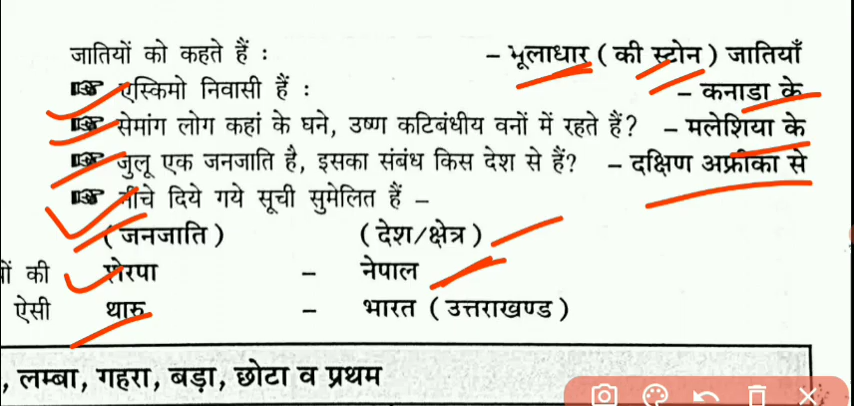 जातियों को कहते हैं : – मूलाधार ( की स्टोन ) जातियाँ
एस्किमो निवासी हैं : – कनाडा के
सेमांग लोग कहां के घने, उष्ण कटिबंधीय वनों में रहते हैं? – मलेशिया के
जुलू एक जनजाति है, इसका संबंध किस देश से हैं? – दक्षिण अफ्रीका से
नीचे दिये गये सूची सुमेलित हैं –
( जनजाति ) ( देश/क्षेत्र )
की शेरपा – नेपाल
ऐसी थारु – भारत ( उत्तराखण्ड )
, लम्बा, गहरा, बड़ा, छोटा व प्रथम